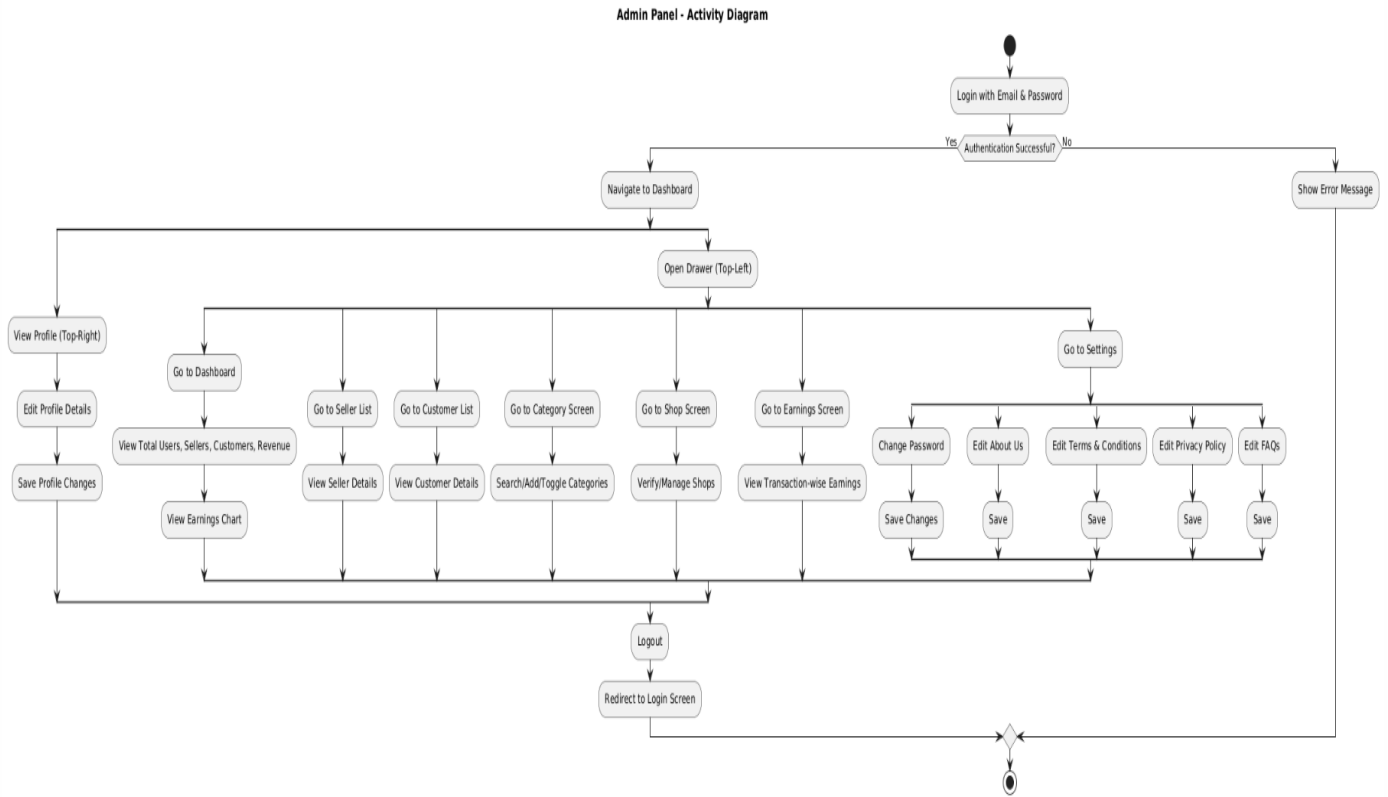 Admin Panel - Activity Diagram
Login with Email & Password
Authentication Successful?
Yes
No
Navigate to Dashboard
Show Error Message
Open Drawer (Top-Left)
View Profile (Top-Right)
Edit Profile Details
Save Profile Changes
Go to Dashboard
View Total Users, Sellers, Customers, Revenue
View Earnings Chart
Go to Seller List
View Seller Details
Go to Customer List
View Customer Details
Go to Category Screen
Search/Add/Toggle Categories
Go to Shop Screen
Verify/Manage Shops
Go to Earnings Screen
View Transaction-wise Earnings
Go to Settings
Change Password
Save Changes
Edit About Us
Save
Edit Terms & Conditions
Save
Edit Privacy Policy
Save
Edit FAQs
Save
Logout
Redirect to Login Screen